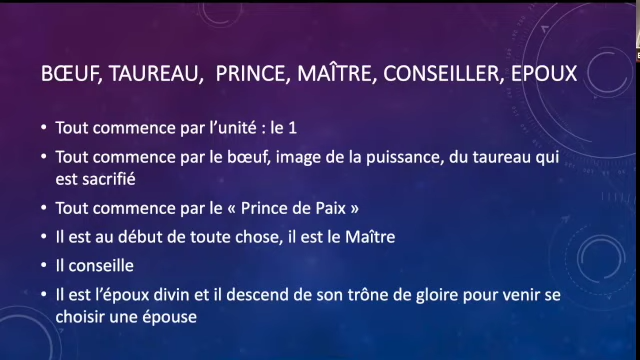 BŒUF, TAUREAU, PRINCE, MAÎTRE, CONSEILLER, EPOUX
• Tout commence par l’unité : le 1
• Tout commence par le bœuf, image de la puissance, du taureau qui
est sacrifié
• Tout commence par le « Prince de Paix »
• Il est au début de toute chose, il est le Maître
• Il conseille
• Il est l’époux divin et il descend de son trône de gloire pour venir se
choisir une épouse